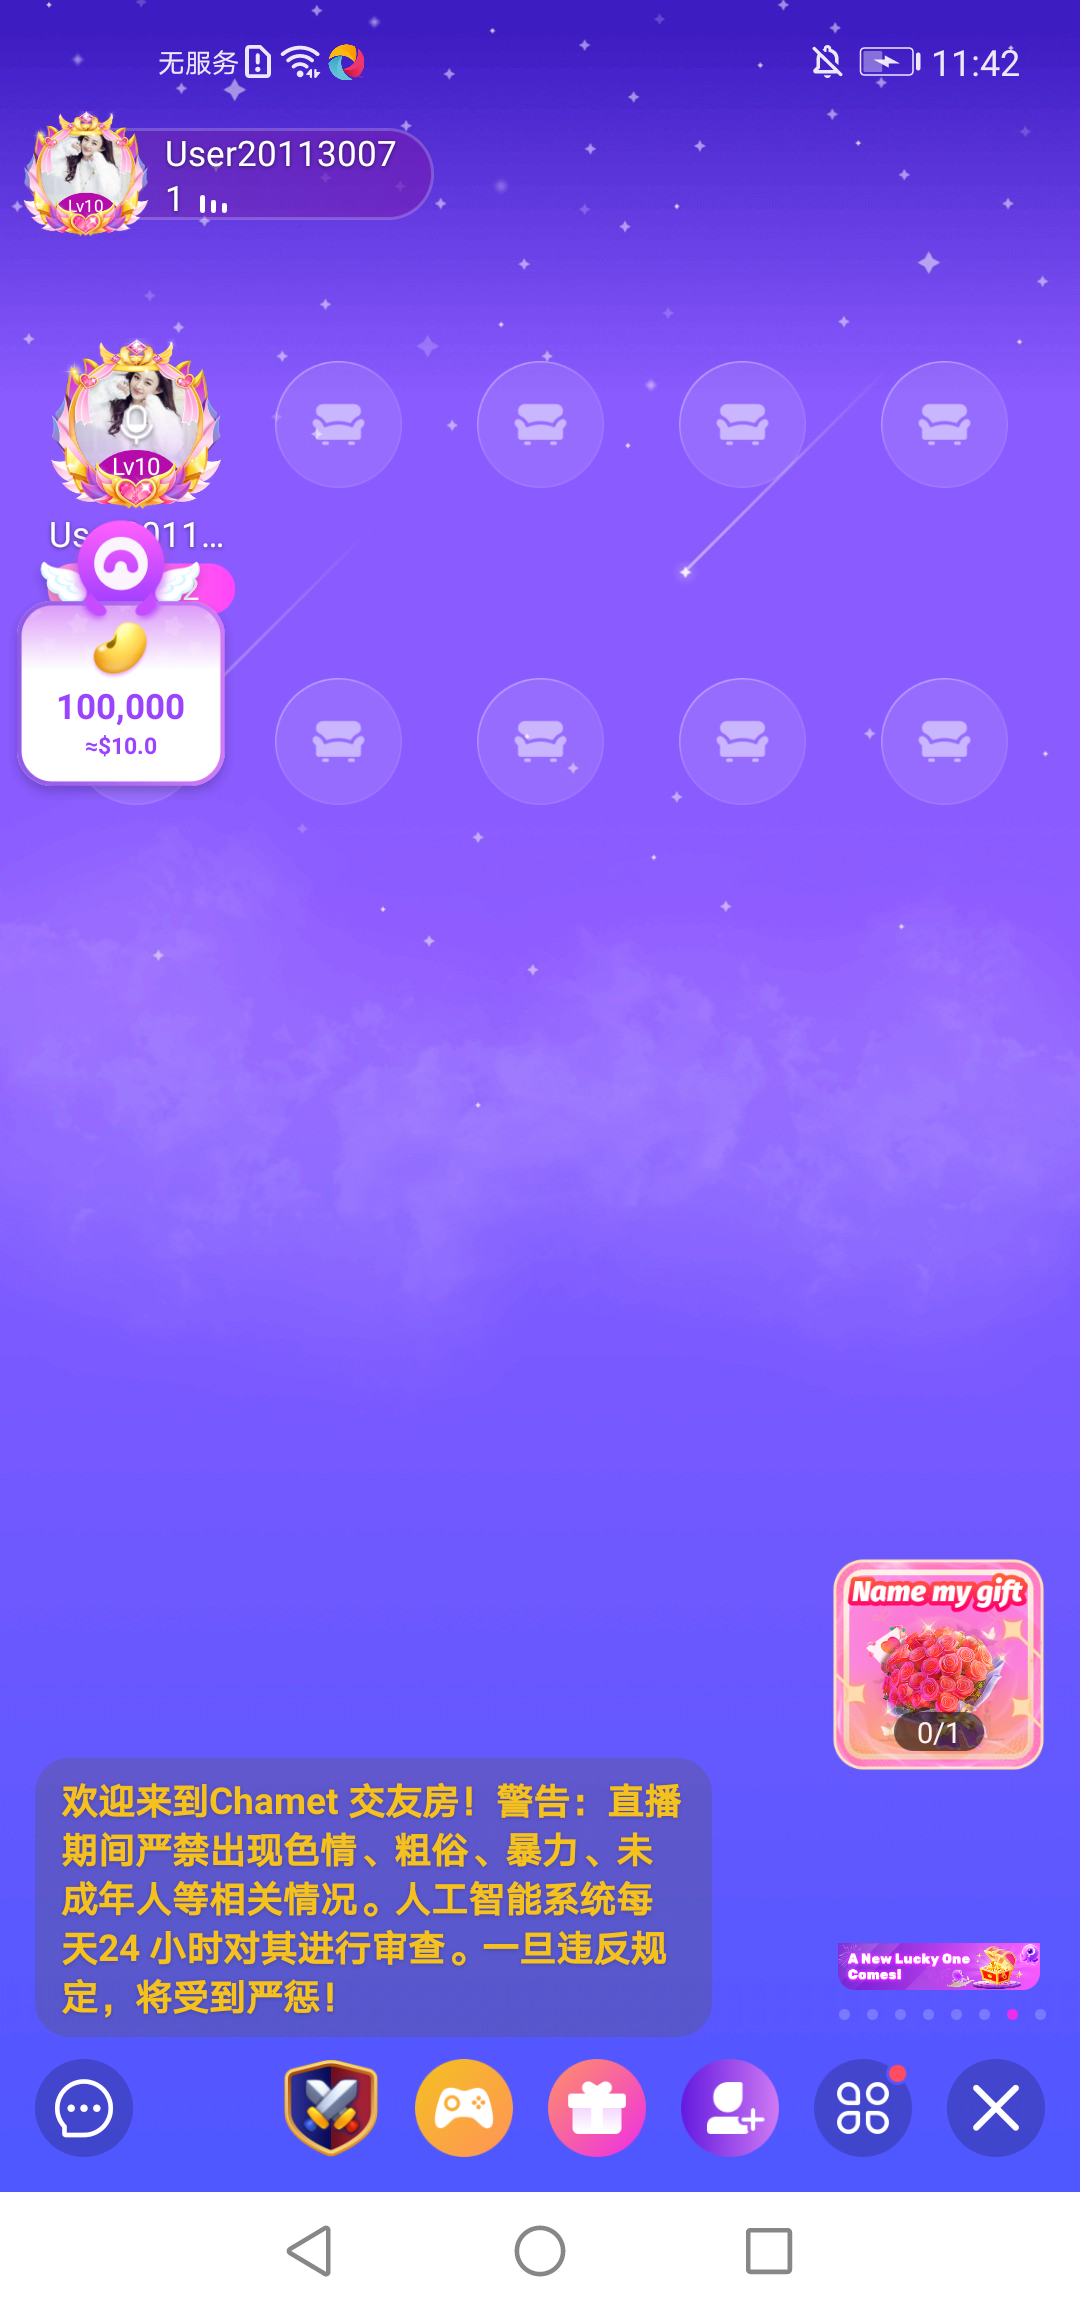 无服务
11:42
User20113007
1
Lv10
Lv10
100,000
≈$10.0
Name my gift
0/1
欢迎来到Chamet 交友房！警告：直播
期间严禁出现色情、粗俗、暴力、未
成年人等相关情况。人工智能系统每
天24 小时对其进行审查。一旦违反规
定，将受到严惩！
A New Lucky One
Comes!